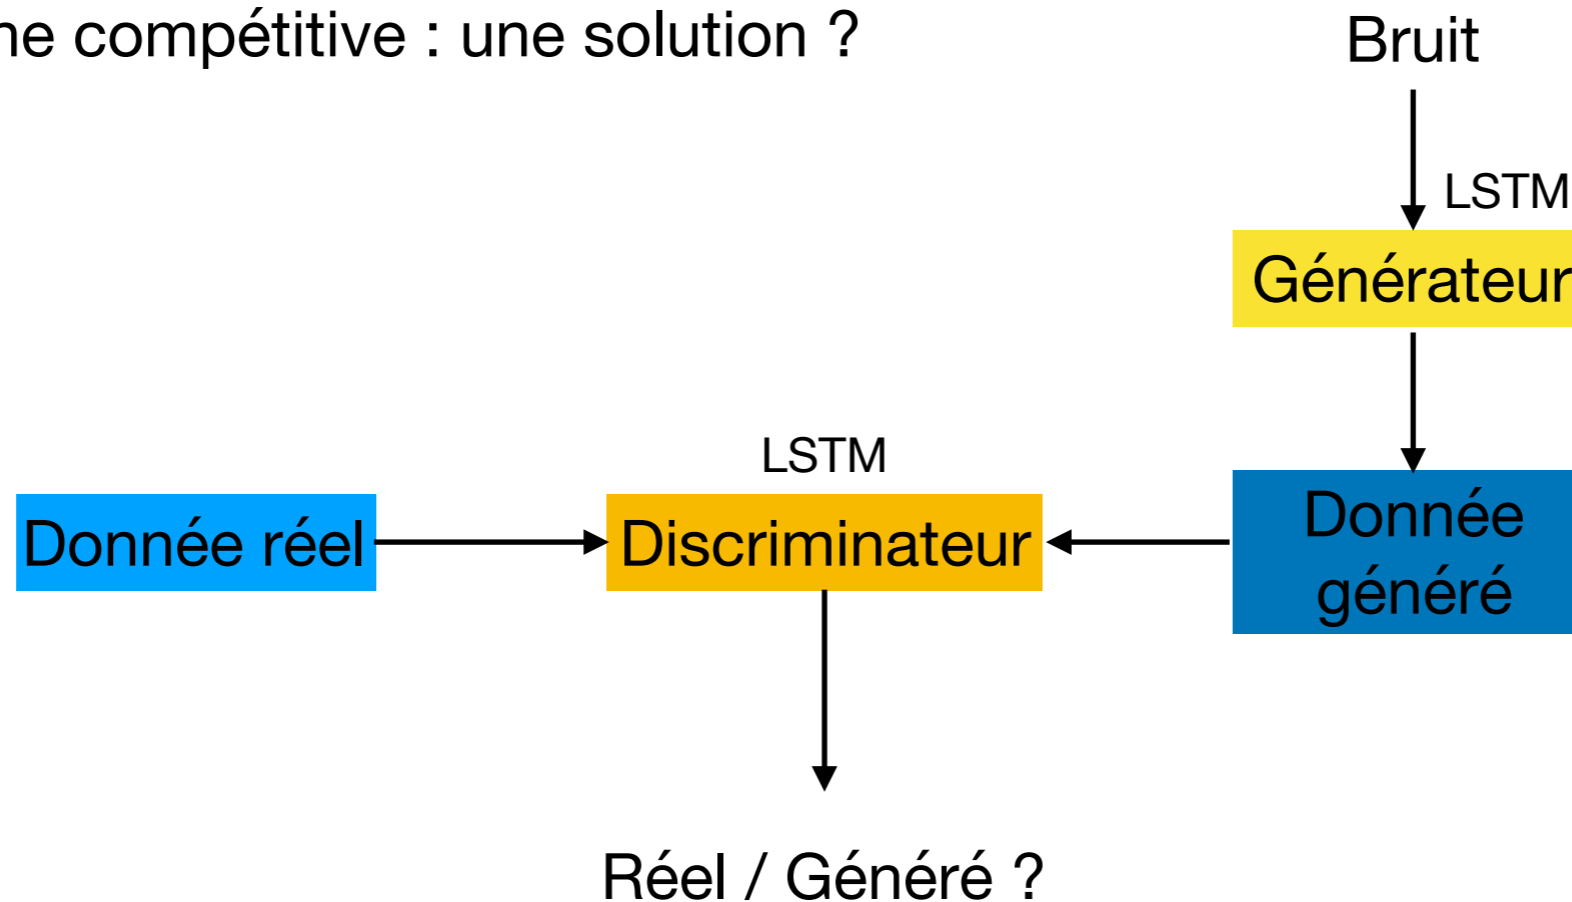 ne compétitive : une solution ?
Bruit
LSTM
Générateur
LSTM
Donnée réel
Discriminateur
Donnée
généré
Réel / Généré ?